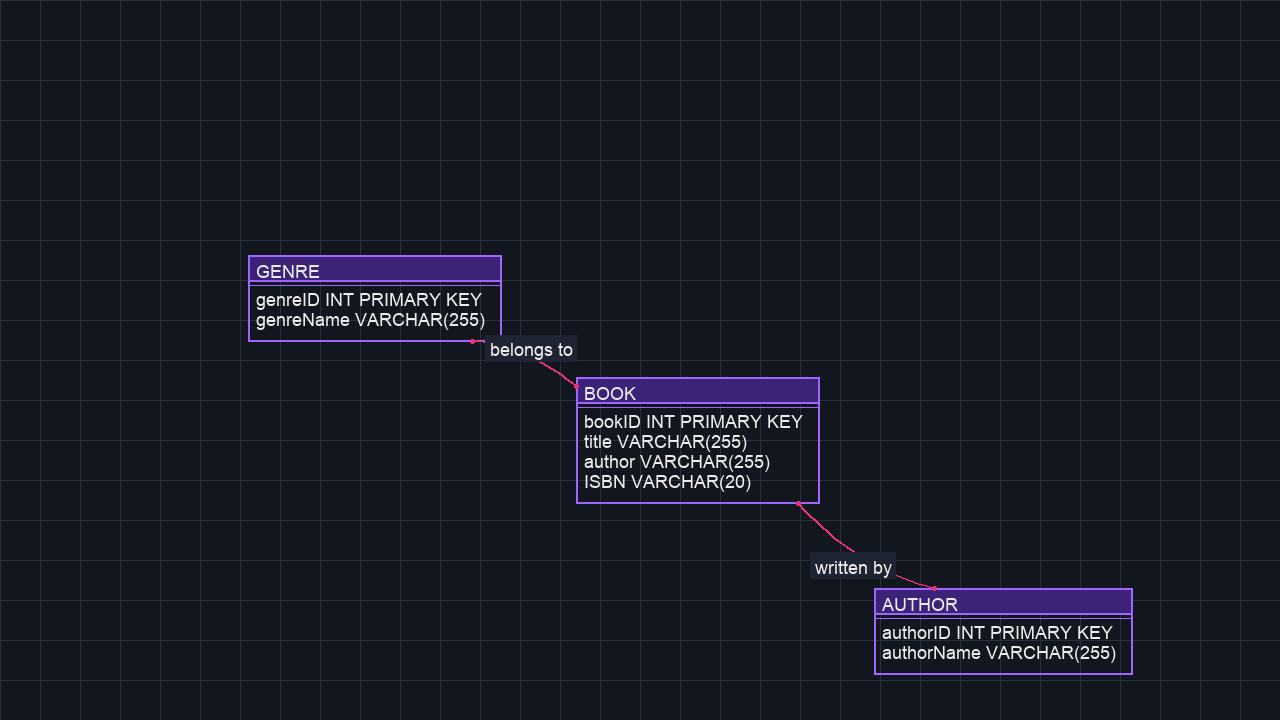 GENRE
genreID INT PRIMARY KEY
genreName VARCHAR(255)
belongs to
BOOK
bookID INT PRIMARY KEY
title VARCHAR(255)
author VARCHAR(255)
ISBN VARCHAR(20)
written by
AUTHOR
authorID INT PRIMARY KEY
authorName VARCHAR(255)